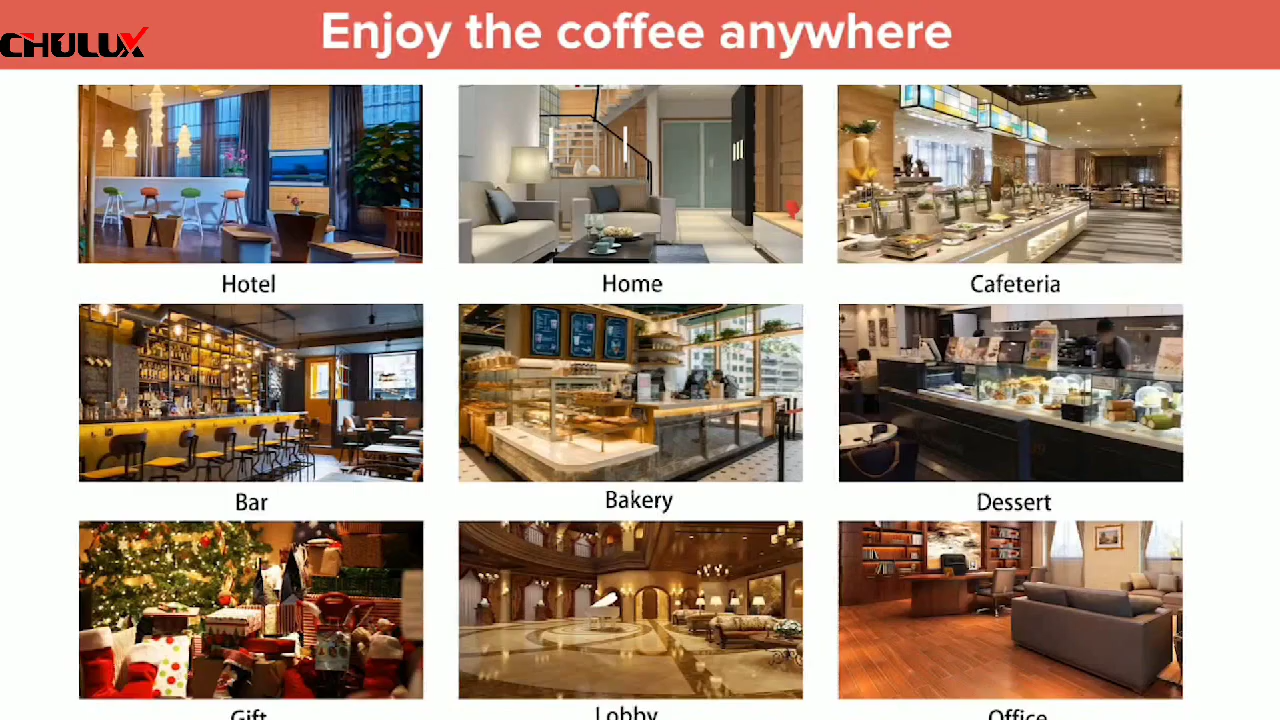 CHULUX
Enjoy the coffee anywhere
Hotel
Home
Cafeteria
Bar
Bakery
Dessert
Gift
Lobby
Office